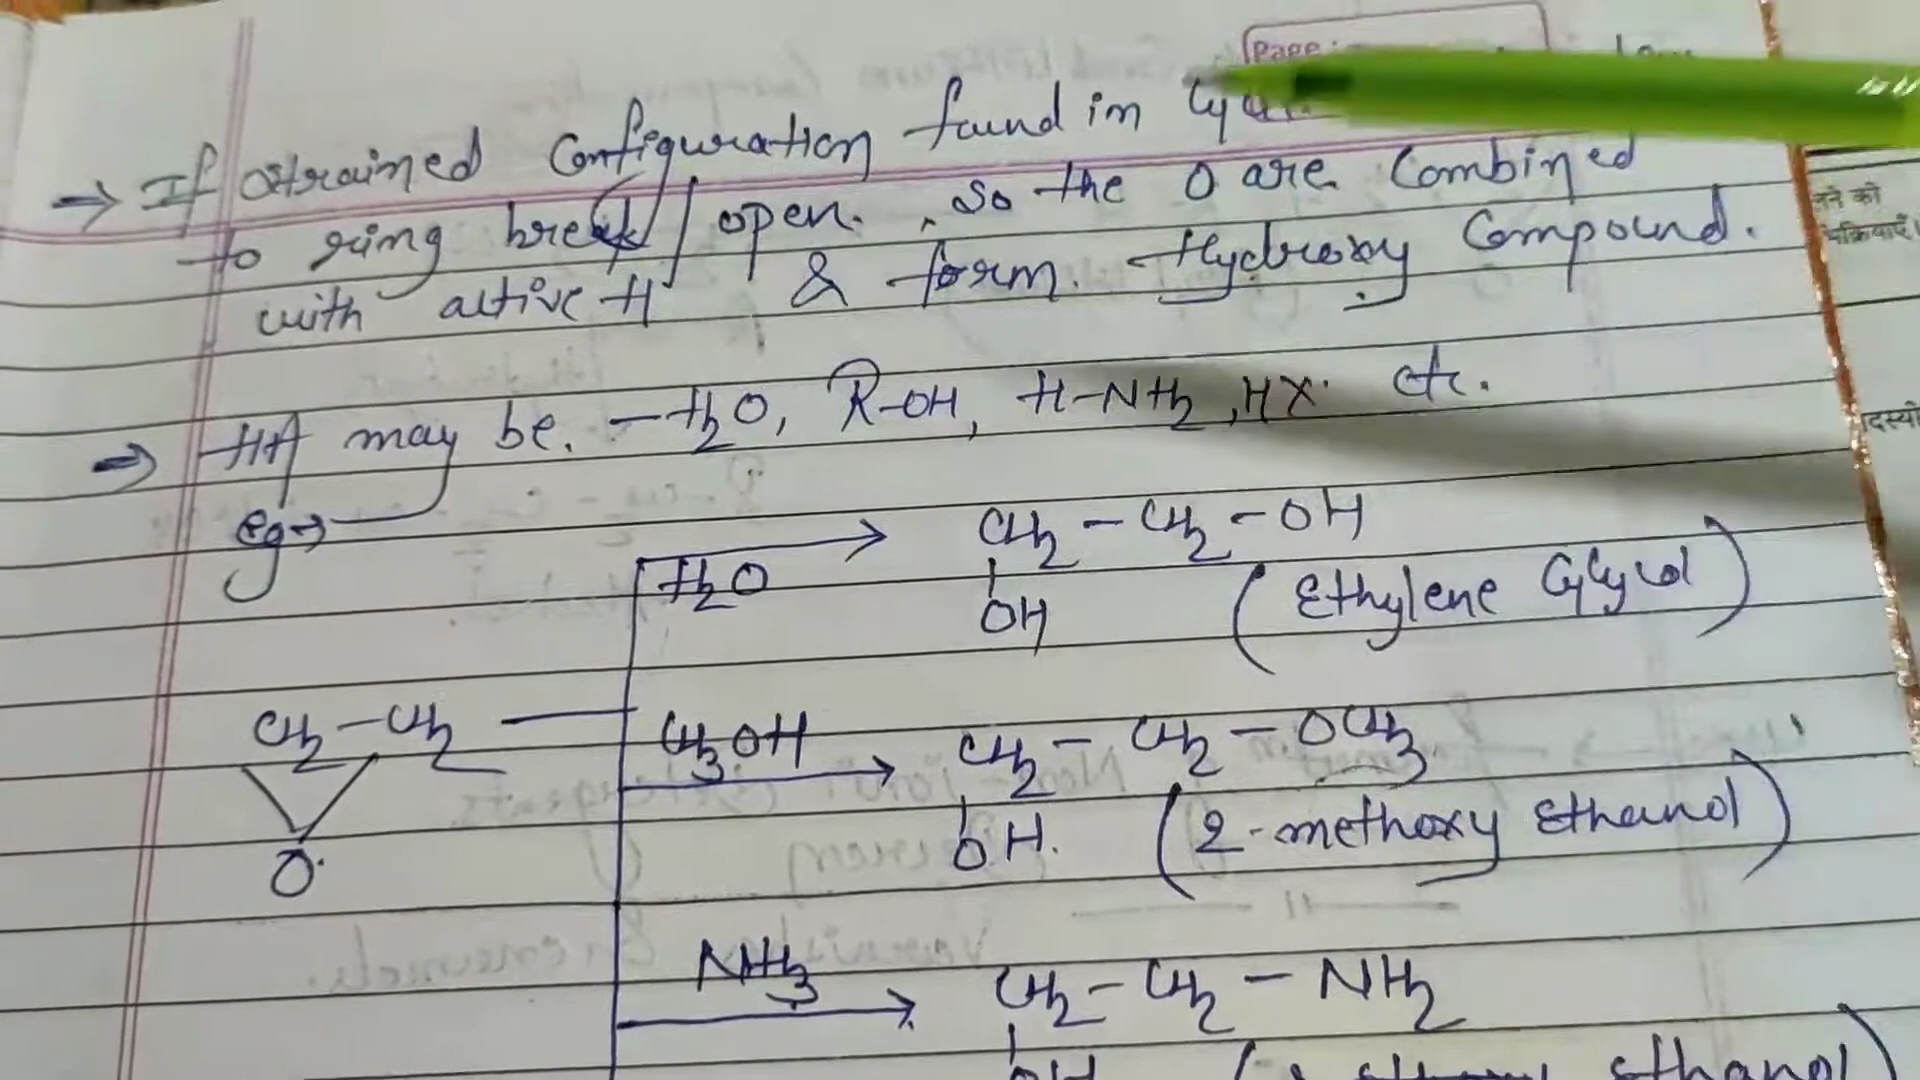 Page:
→ If strained Configuration found in
to ring break/open. , so the O are Combined
with active H & form. Hydroxy Compound.
⇒ HA may be. – H₂O, R-OH, H-NH₂, HX. etc.
eg→
H₂O → CH₂ – CH₂ – OH
OH (Ethylene Glycol)
CH₂ – CH₂ — CH₃OH → CH₂ – CH₂ – OCH₃
O. OH. (2-methoxy Ethanol)
NH₃ → CH₂ – CH₂ – NH₂
OH ( ethanol)